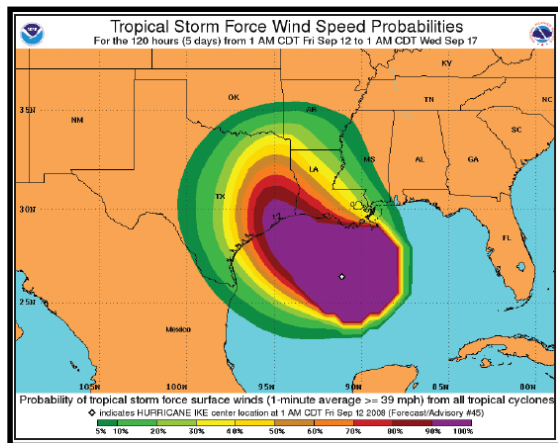 Tropical Storm Force Wind Speed Probabilities
For the 120 hours (5 days) from 1 AM CDT Fri Sep 12 to 1 AM CDT Wed Sep 17
KY
OK
AR
TN
NC
35N
NM
SC
MS
AL
GA
LA
TX
30N
FL
25N
Mexico
105W
100W
95W
90W
85W
80W
Probability of tropical storm force surface winds (1-minute average >= 39 mph) from all tropical cyclones
indicates HURRICANE IKE center location at 1 AM CDT Fri Sep 12 2008 (Forecast/Advisory #45)
5% 10% 20% 30% 40% 50% 60% 70% 80% 90% 100%